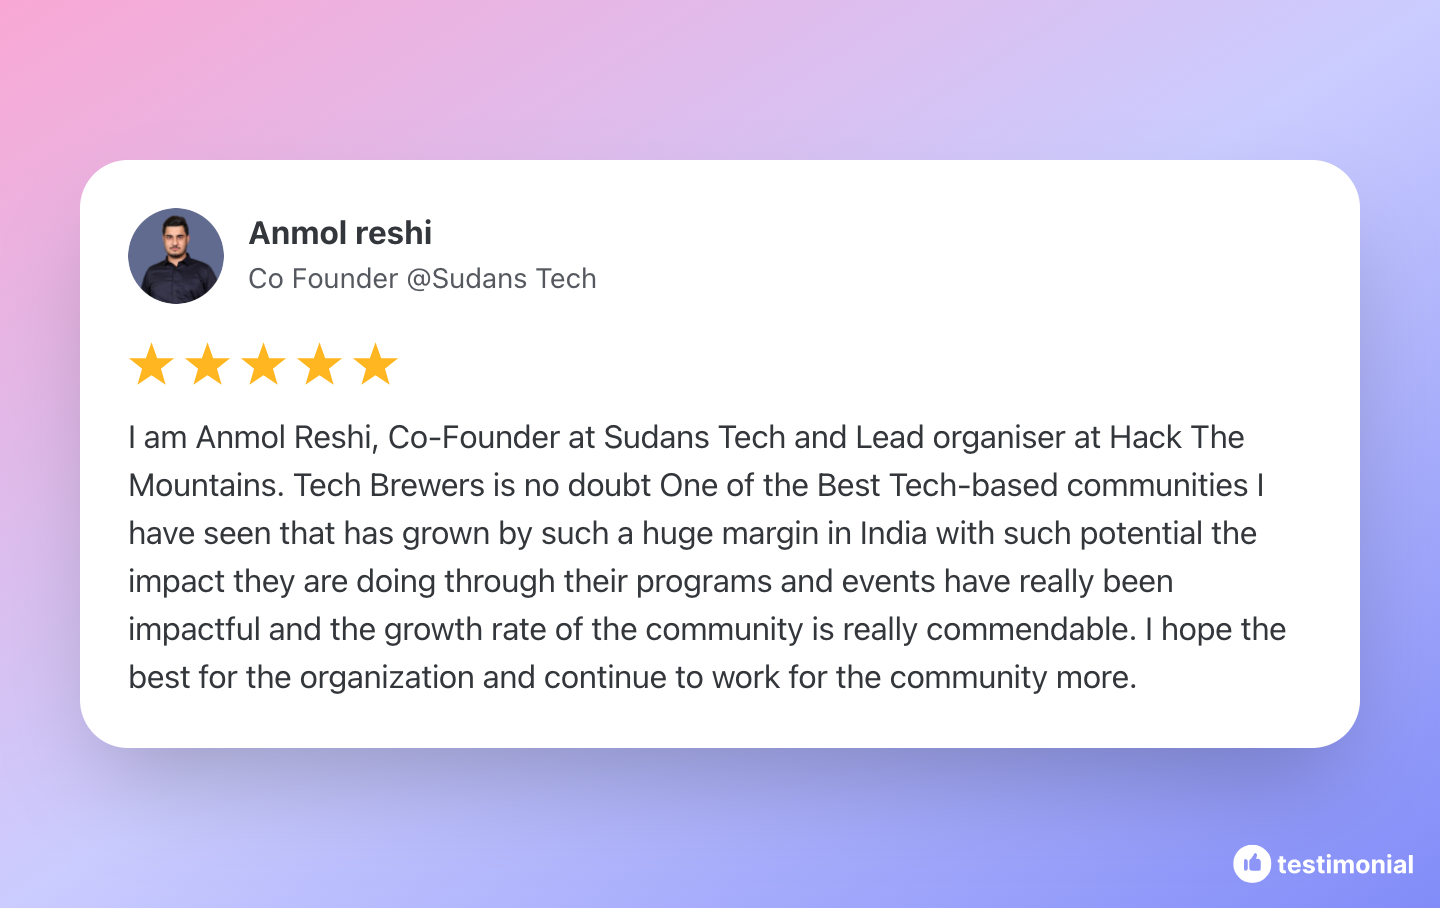 Anmol reshi
Co Founder @Sudans Tech
I am Anmol Reshi, Co-Founder at Sudans Tech and Lead organiser at Hack The
Mountains. Tech Brewers is no doubt One of the Best Tech-based communities I
have seen that has grown by such a huge margin in India with such potential the
impact they are doing through their programs and events have really been
impactful and the growth rate of the community is really commendable. I hope the
best for the organization and continue to work for the community more.
testimonial